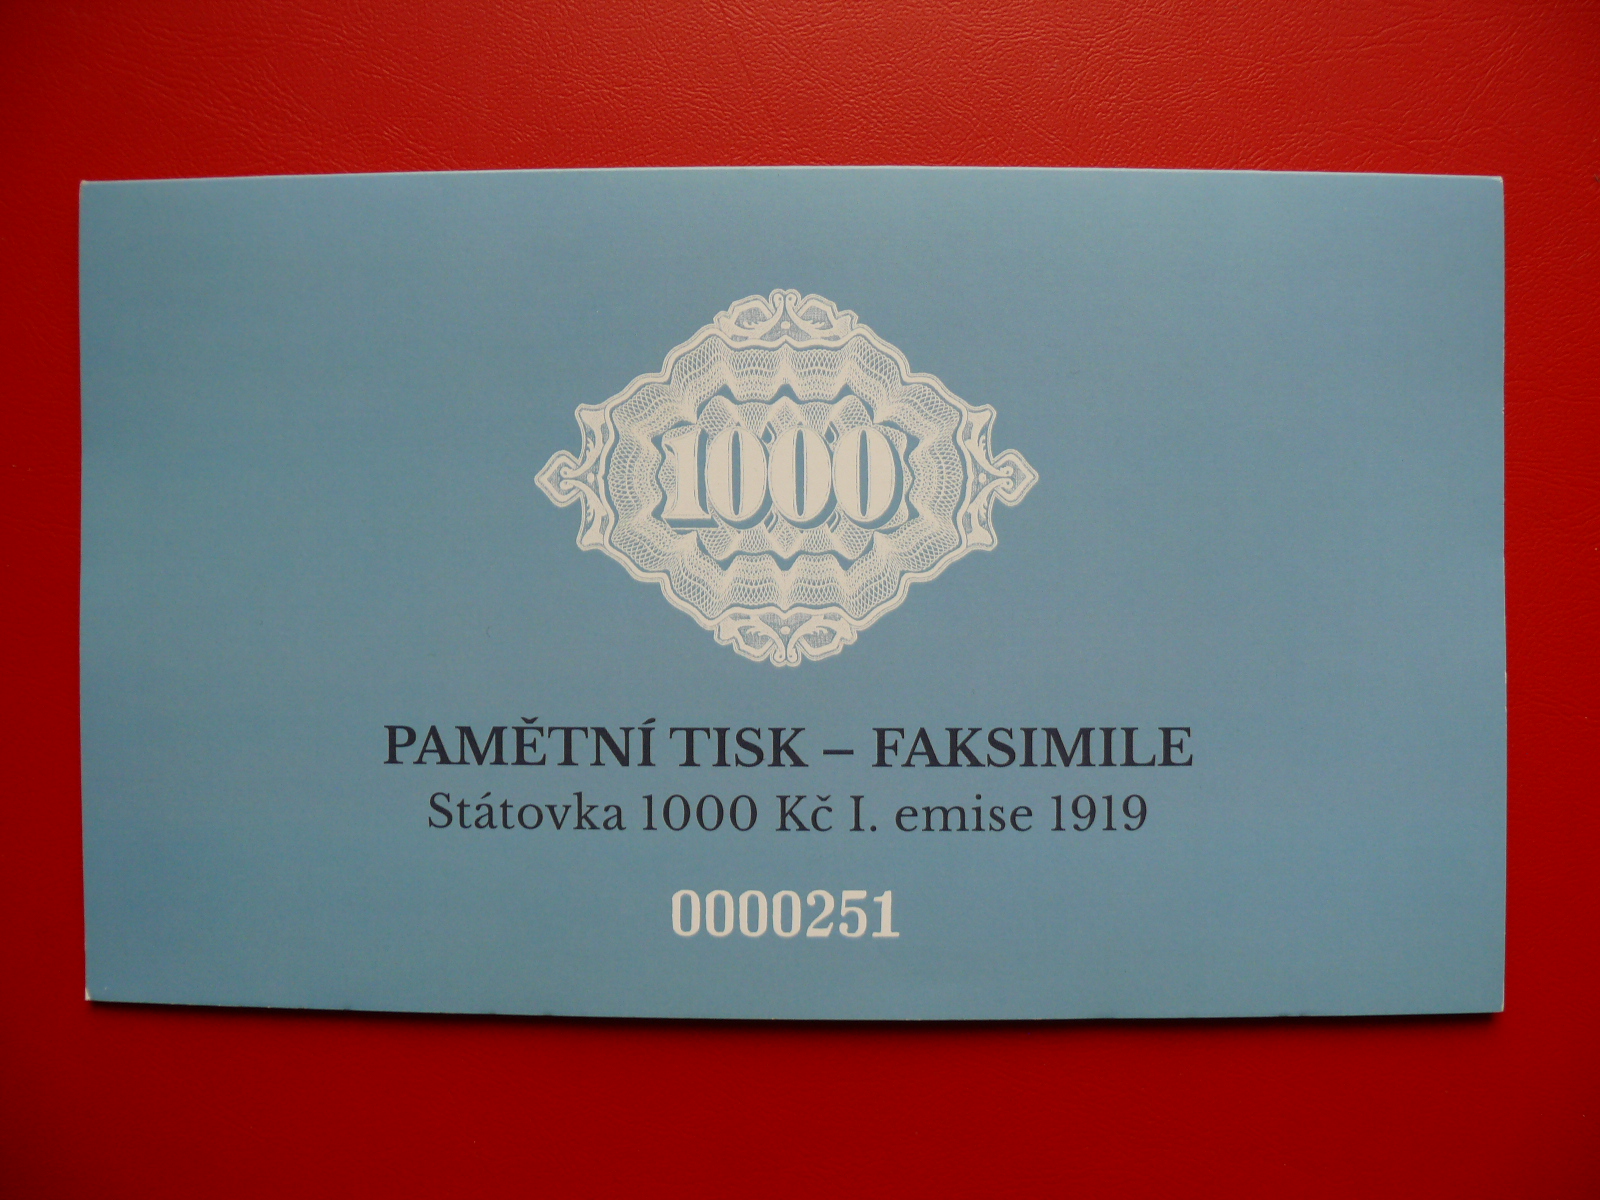 1000
PAMĚTNÍ TISK – FAKSIMILE
Státovka 1000 Kč I. emise 1919
0000251